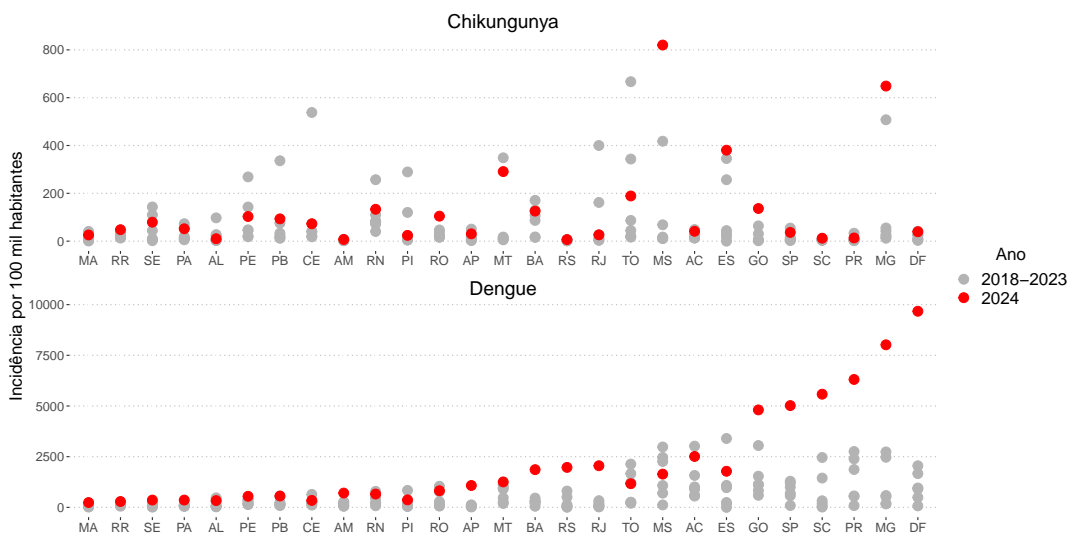 Chikungunya
800
600
400
200
0
MA RR SE PA AL PE PB CE AM RN PI RO AP MT BA RS RJ TO MS AC ES GO SP SC PR MG DF
Incidência por 100 mil habitantes
Dengue
10000
7500
5000
2500
0
MA RR SE PA AL PE PB CE AM RN PI RO AP MT BA RS RJ TO MS AC ES GO SP SC PR MG DF
Ano
2018−2023
2024